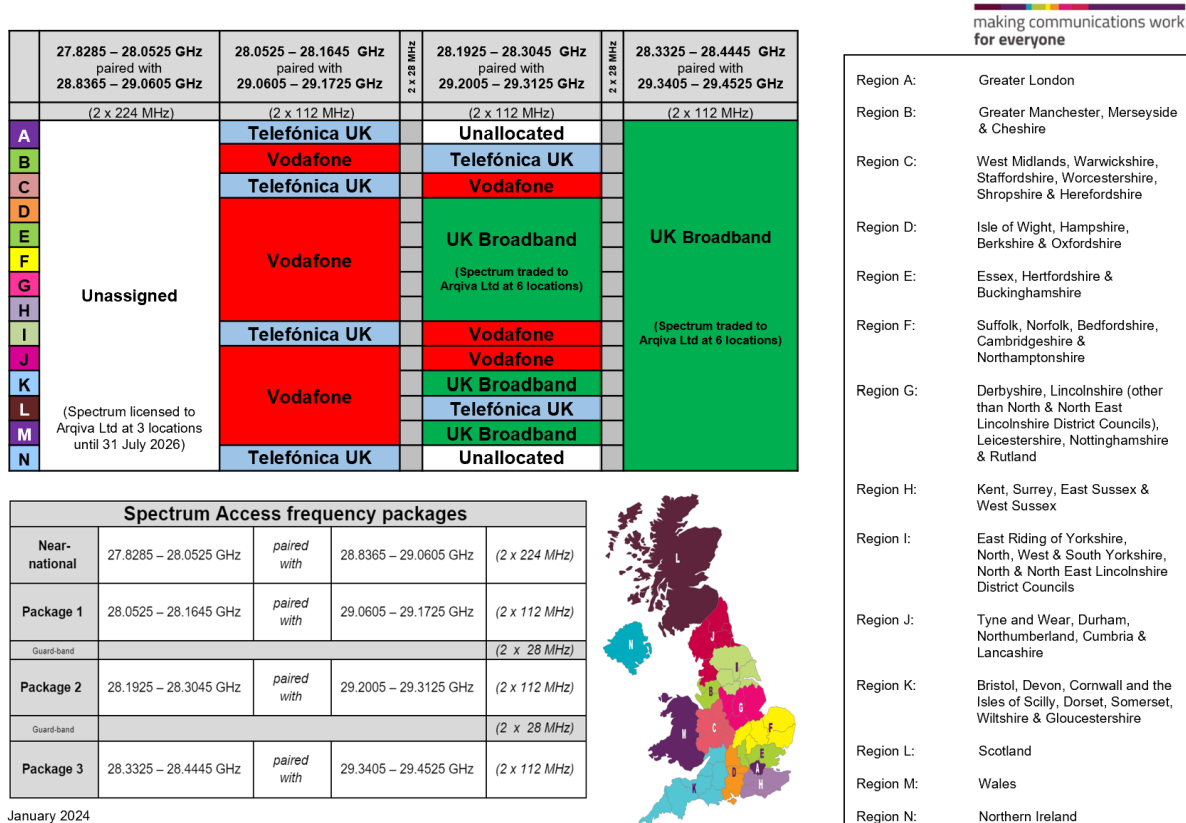 making communications work
for everyone
27.8285 – 28.0525 GHz
paired with
28.8365 – 29.0605 GHz
28.0525 – 28.1645 GHz
paired with
29.0605 – 29.1725 GHz
2 x 28 MHz
28.1925 – 28.3045 GHz
paired with
29.2005 – 29.3125 GHz
2 x 28 MHz
28.3325 – 28.4445 GHz
paired with
29.3405 – 29.4525 GHz
(2 x 224 MHz)
(2 x 112 MHz)
(2 x 112 MHz)
(2 x 112 MHz)
A
B
C
D
E
F
G
H
I
J
K
L
M
N
Unassigned
(Spectrum licensed to
Arqiva Ltd at 3 locations
until 31 July 2026)
Telefónica UK
Vodafone
Telefónica UK
Vodafone
Telefónica UK
Vodafone
Telefónica UK
Unallocated
Telefónica UK
Vodafone
UK Broadband
(Spectrum traded to
Arqiva Ltd at 6 locations)
Vodafone
Vodafone
UK Broadband
Telefónica UK
UK Broadband
Unallocated
UK Broadband
(Spectrum traded to
Arqiva Ltd at 6 locations)
Spectrum Access frequency packages
Near-
national
27.8285 – 28.0525 GHz
paired
with
28.8365 – 29.0605 GHz
(2 x 224 MHz)
Package 1
28.0525 – 28.1645 GHz
paired
with
29.0605 – 29.1725 GHz
(2 x 112 MHz)
Guard-band
(2 x 28 MHz)
Package 2
28.1925 – 28.3045 GHz
paired
with
29.2005 – 29.3125 GHz
(2 x 112 MHz)
Guard-band
(2 x 28 MHz)
Package 3
28.3325 – 28.4445 GHz
paired
with
29.3405 – 29.4525 GHz
(2 x 112 MHz)
January 2024
L
N
J
I
B
G
M
C
F
E
A
D
H
K
Region A: Greater London
Region B: Greater Manchester, Merseyside
& Cheshire
Region C: West Midlands, Warwickshire,
Staffordshire, Worcestershire,
Shropshire & Herefordshire
Region D: Isle of Wight, Hampshire,
Berkshire & Oxfordshire
Region E: Essex, Hertfordshire &
Buckinghamshire
Region F: Suffolk, Norfolk, Bedfordshire,
Cambridgeshire &
Northamptonshire
Region G: Derbyshire, Lincolnshire (other
than North & North East
Lincolnshire District Councils),
Leicestershire, Nottinghamshire
& Rutland
Region H: Kent, Surrey, East Sussex &
West Sussex
Region I: East Riding of Yorkshire,
North, West & South Yorkshire,
North & North East Lincolnshire
District Councils
Region J: Tyne and Wear, Durham,
Northumberland, Cumbria &
Lancashire
Region K: Bristol, Devon, Cornwall and the
Isles of Scilly, Dorset, Somerset,
Wiltshire & Gloucestershire
Region L: Scotland
Region M: Wales
Region N: Northern Ireland